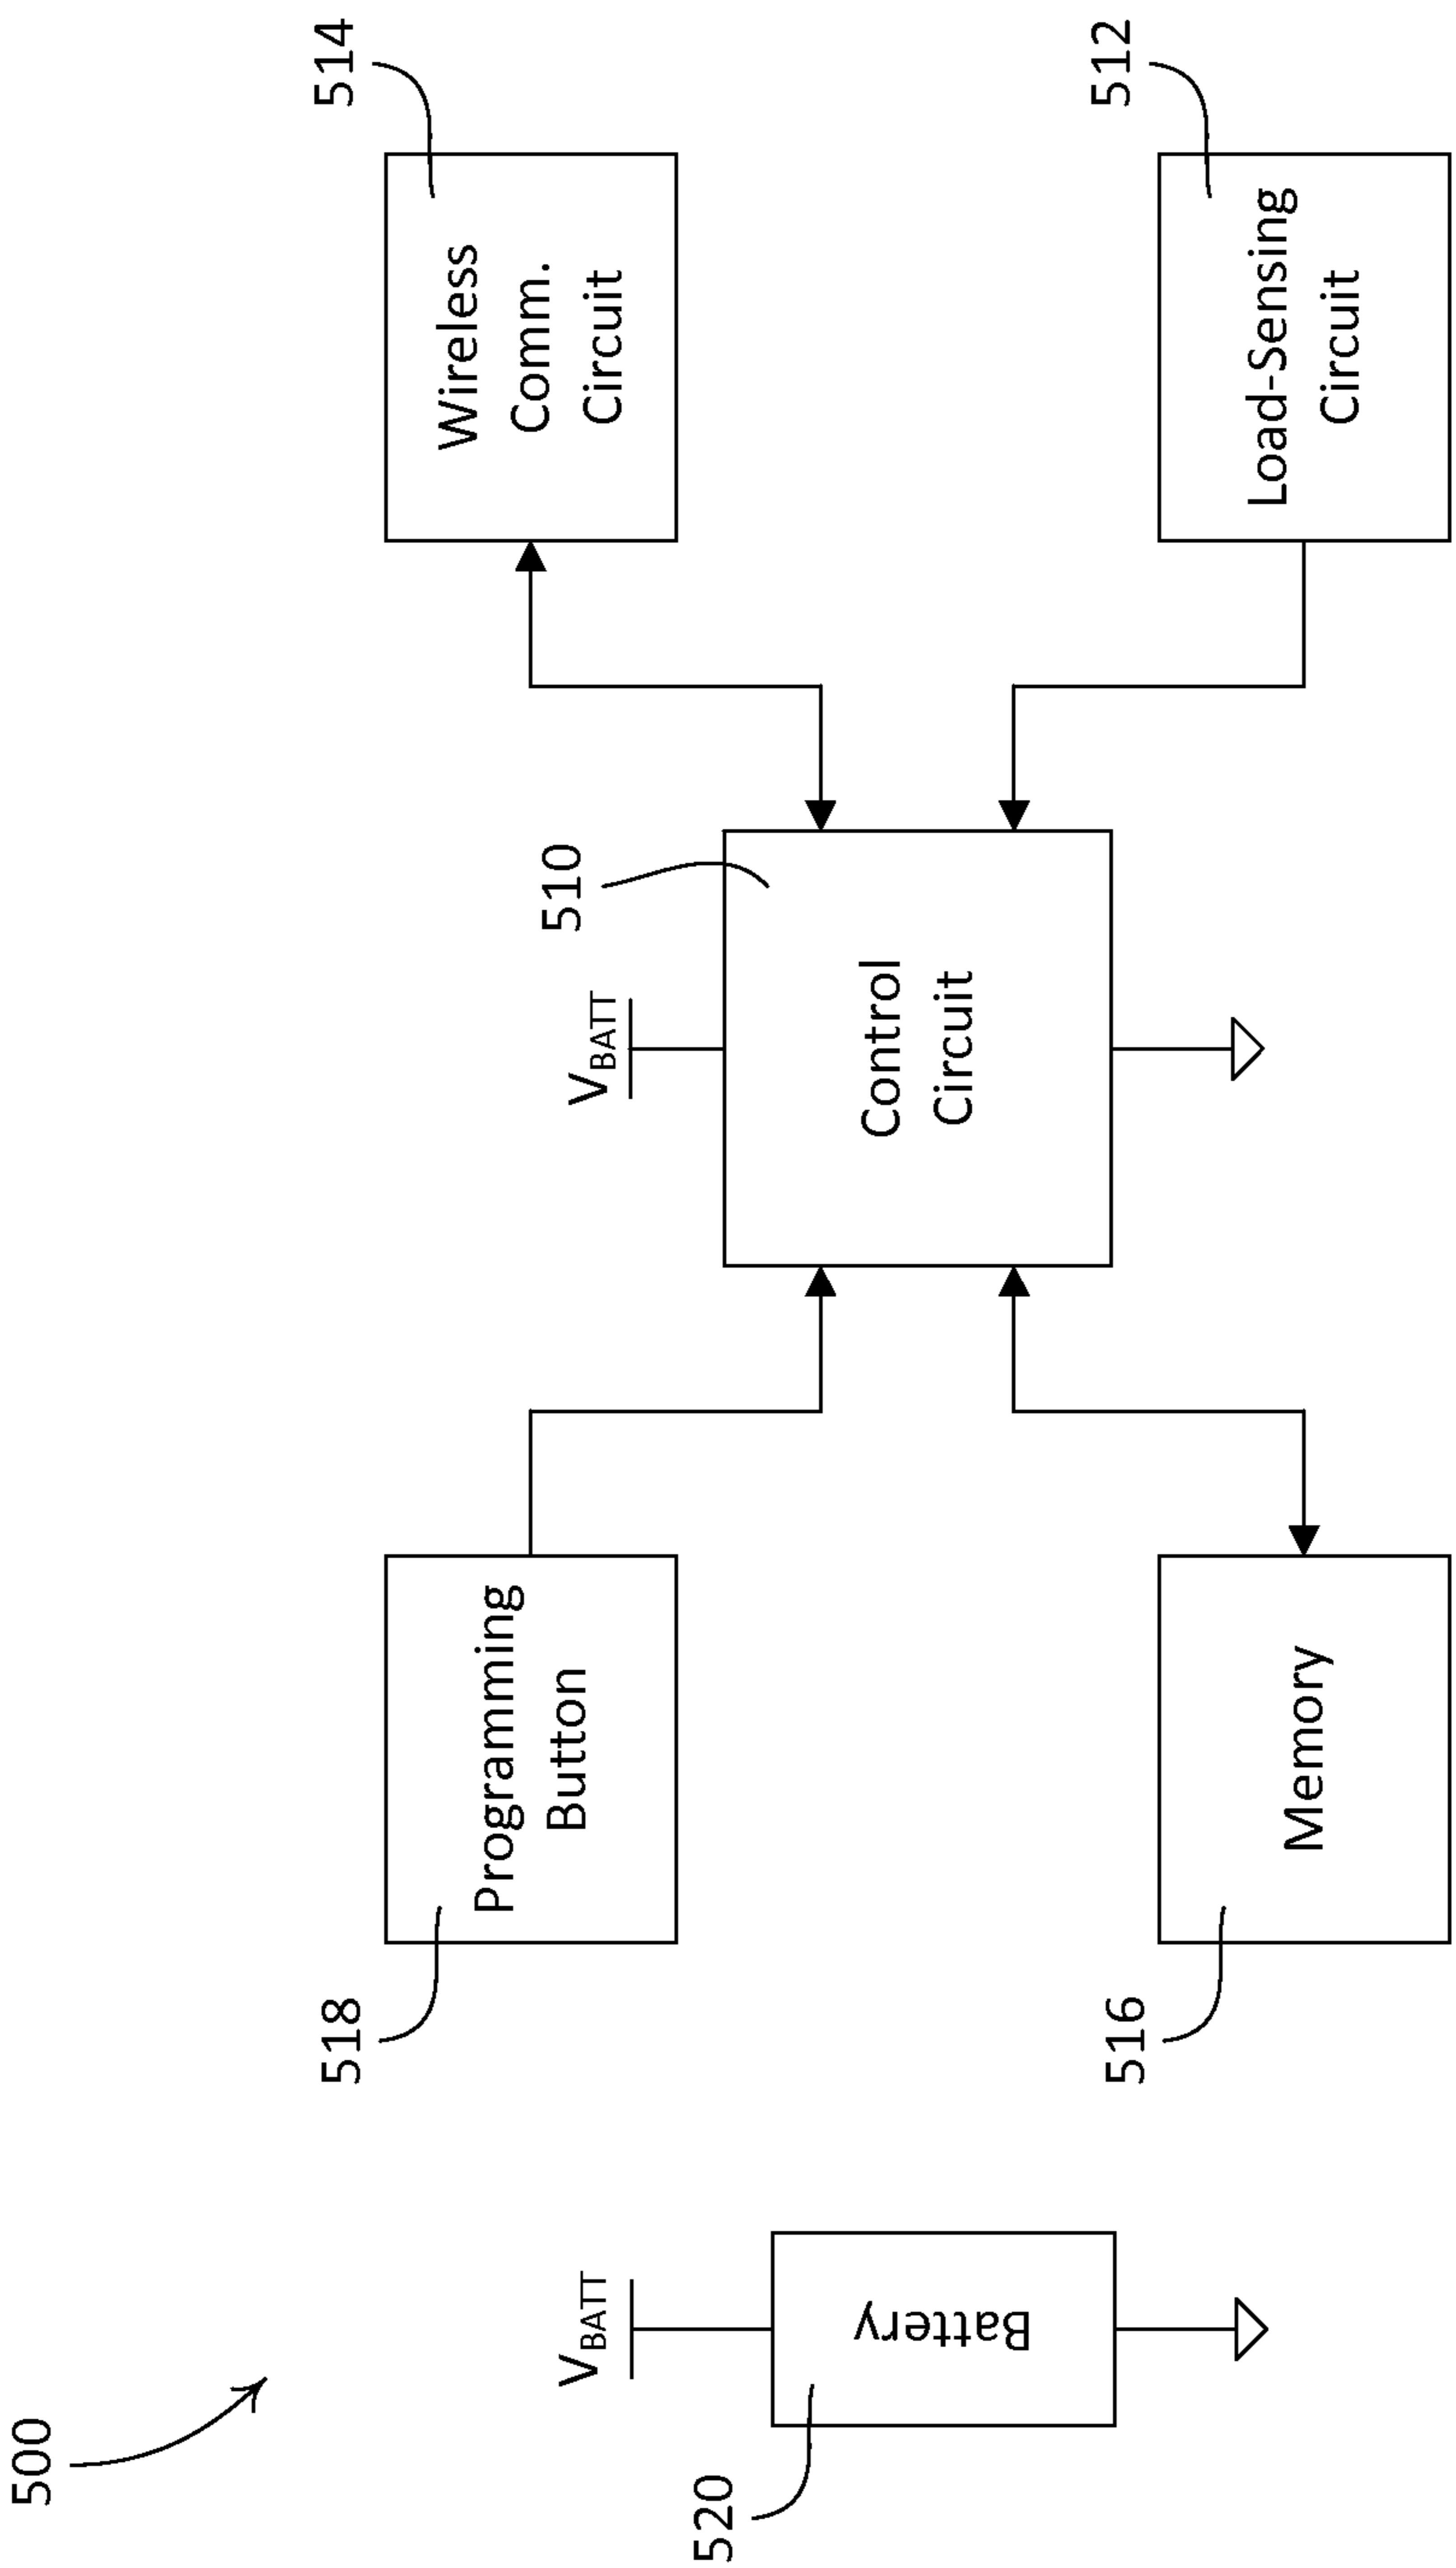 500
518
Programming
Button
514
Wireless
Comm.
Circuit
VBATT
510
Control
Circuit
VBATT
520
Battery
516
Memory
512
Load-Sensing
Circuit